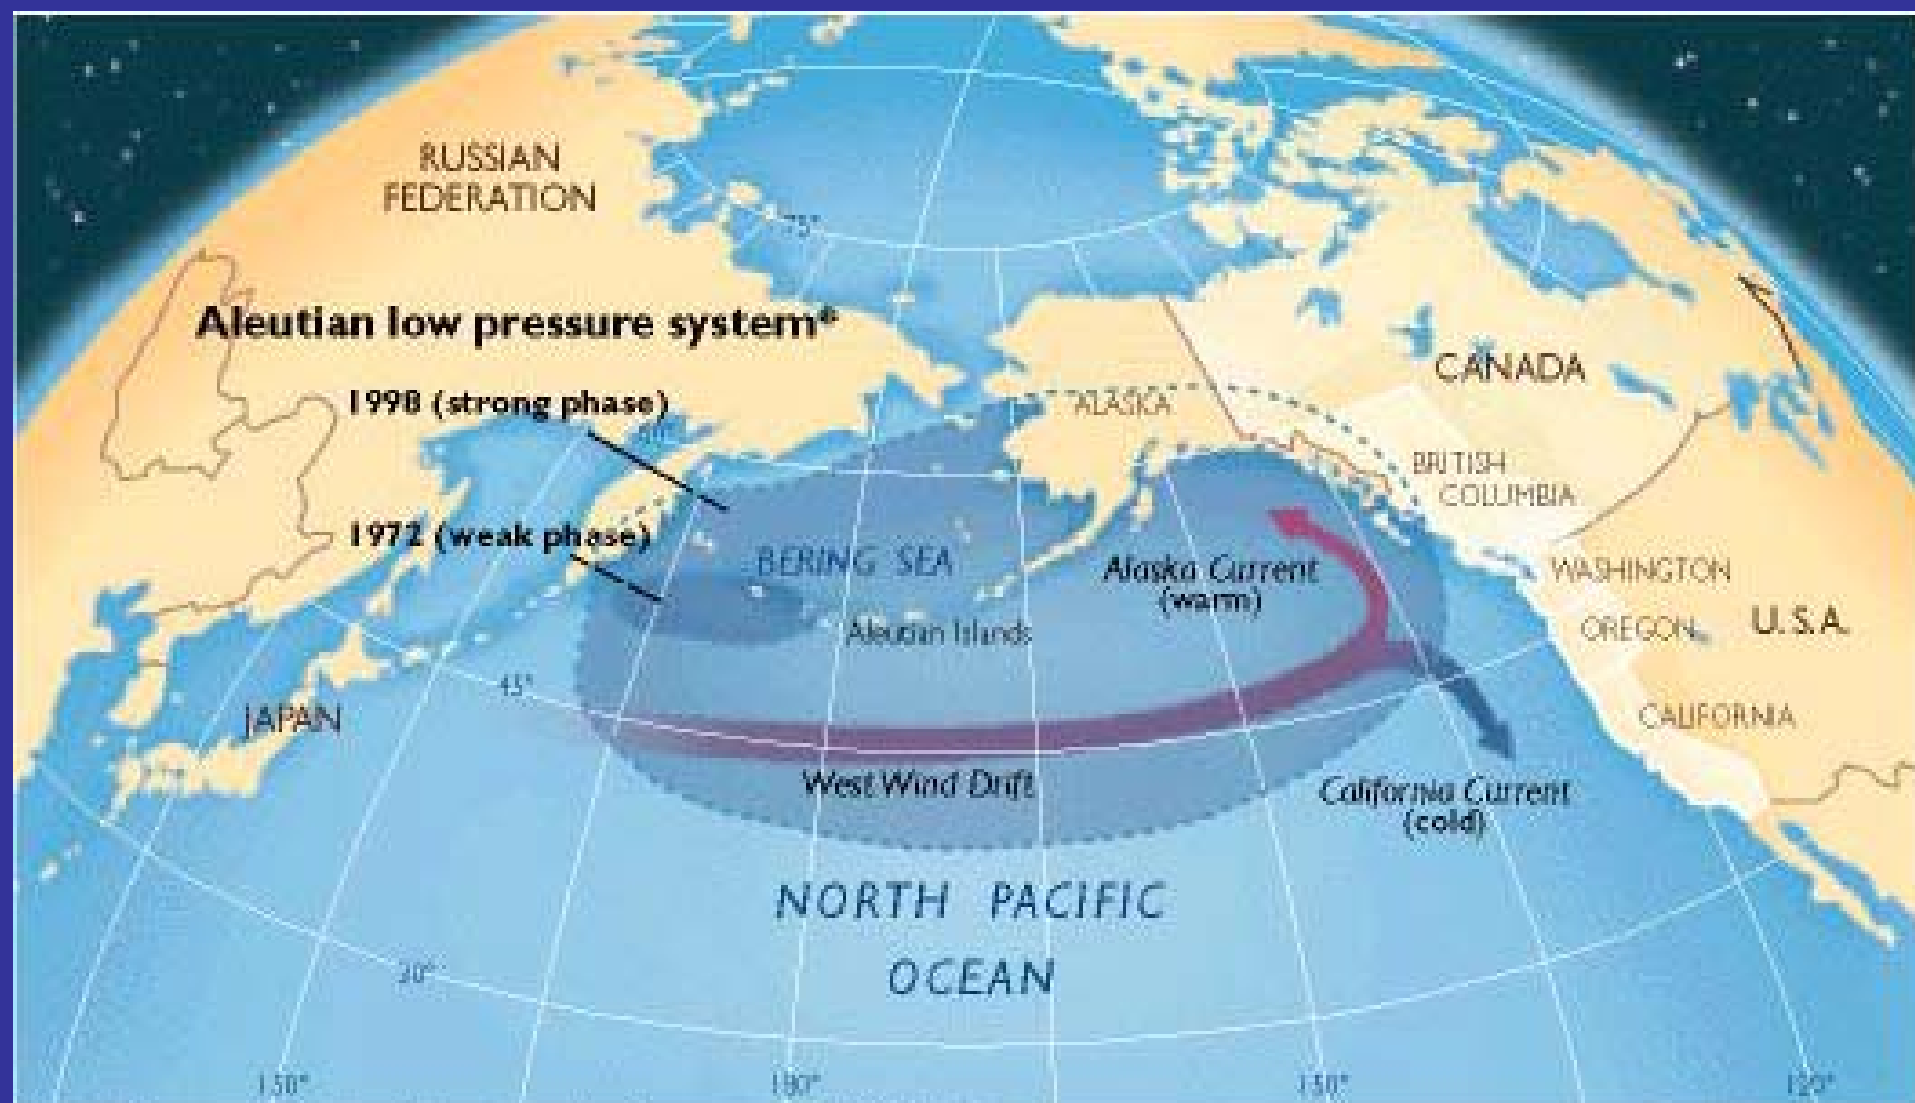 RUSSIAN
FEDERATION
75°
Aleutian low pressure system*
1998 (strong phase)
1972 (weak phase)
ALASKA
CANADA
BRITISH
COLUMBIA
BERING SEA
Alaska Current
(warm)
WASHINGTON
Aleutian Islands
OREGON
U.S.A.
45°
JAPAN
CALIFORNIA
West Wind Drift
California Current
(cold)
NORTH PACIFIC
OCEAN
30°
150°
180°
150°
120°